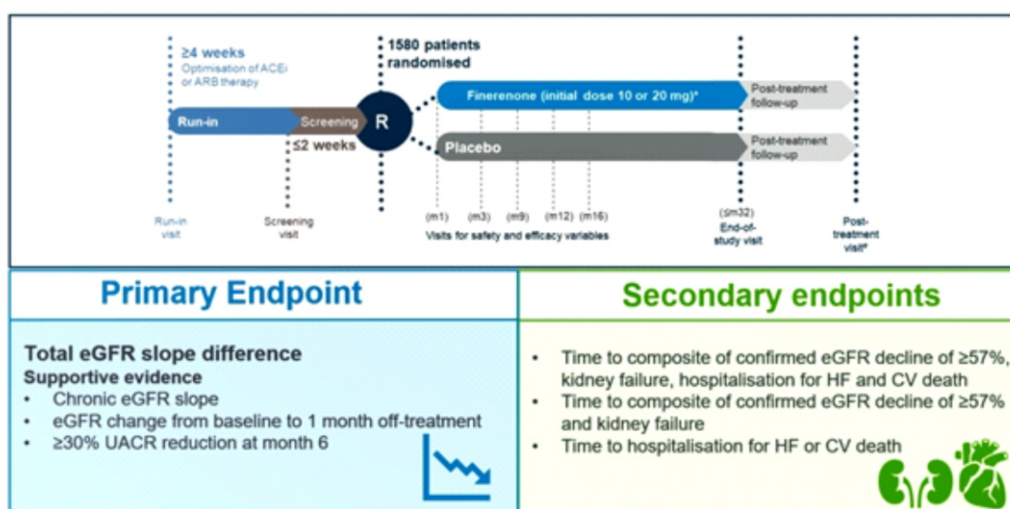 ≥4 weeks
Optimisation of ACEi
or ARB therapy
1580 patients
randomised
Run-in
Screening
≤2 weeks
R
Finerenone (initial dose 10 or 20 mg)*
Post-treatment
follow-up
Placebo
Post-treatment
follow-up
Run-in
visit
Screening
visit
(m1) (m3) (m9) (m12) (m16)
Visits for safety and efficacy variables
(≤m32)
End-of-
study visit
Post-
treatment
visit#
Primary Endpoint
Total eGFR slope difference
Supportive evidence
• Chronic eGFR slope
• eGFR change from baseline to 1 month off-treatment
• ≥30% UACR reduction at month 6
Secondary endpoints
• Time to composite of confirmed eGFR decline of ≥57%,
kidney failure, hospitalisation for HF and CV death
• Time to composite of confirmed eGFR decline of ≥57%
and kidney failure
• Time to hospitalisation for HF or CV death